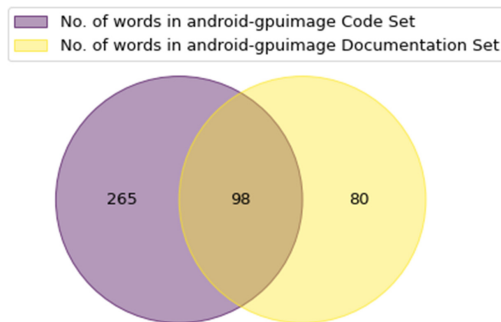 No. of words in android-gpuimage Code Set
No. of words in android-gpuimage Documentation Set
265 98 80